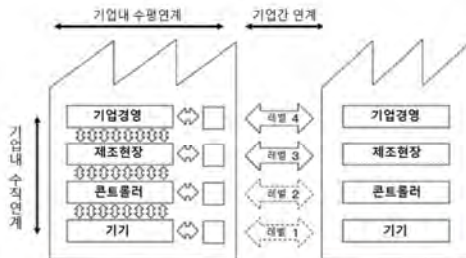 기업내 수평연계
기업간 연계
기업내 수직연계
기업경영
레벨 4
기업경영
제조현장
레벨 3
제조현장
콘트롤러
레벨 2
콘트롤러
기기
레벨 1
기기